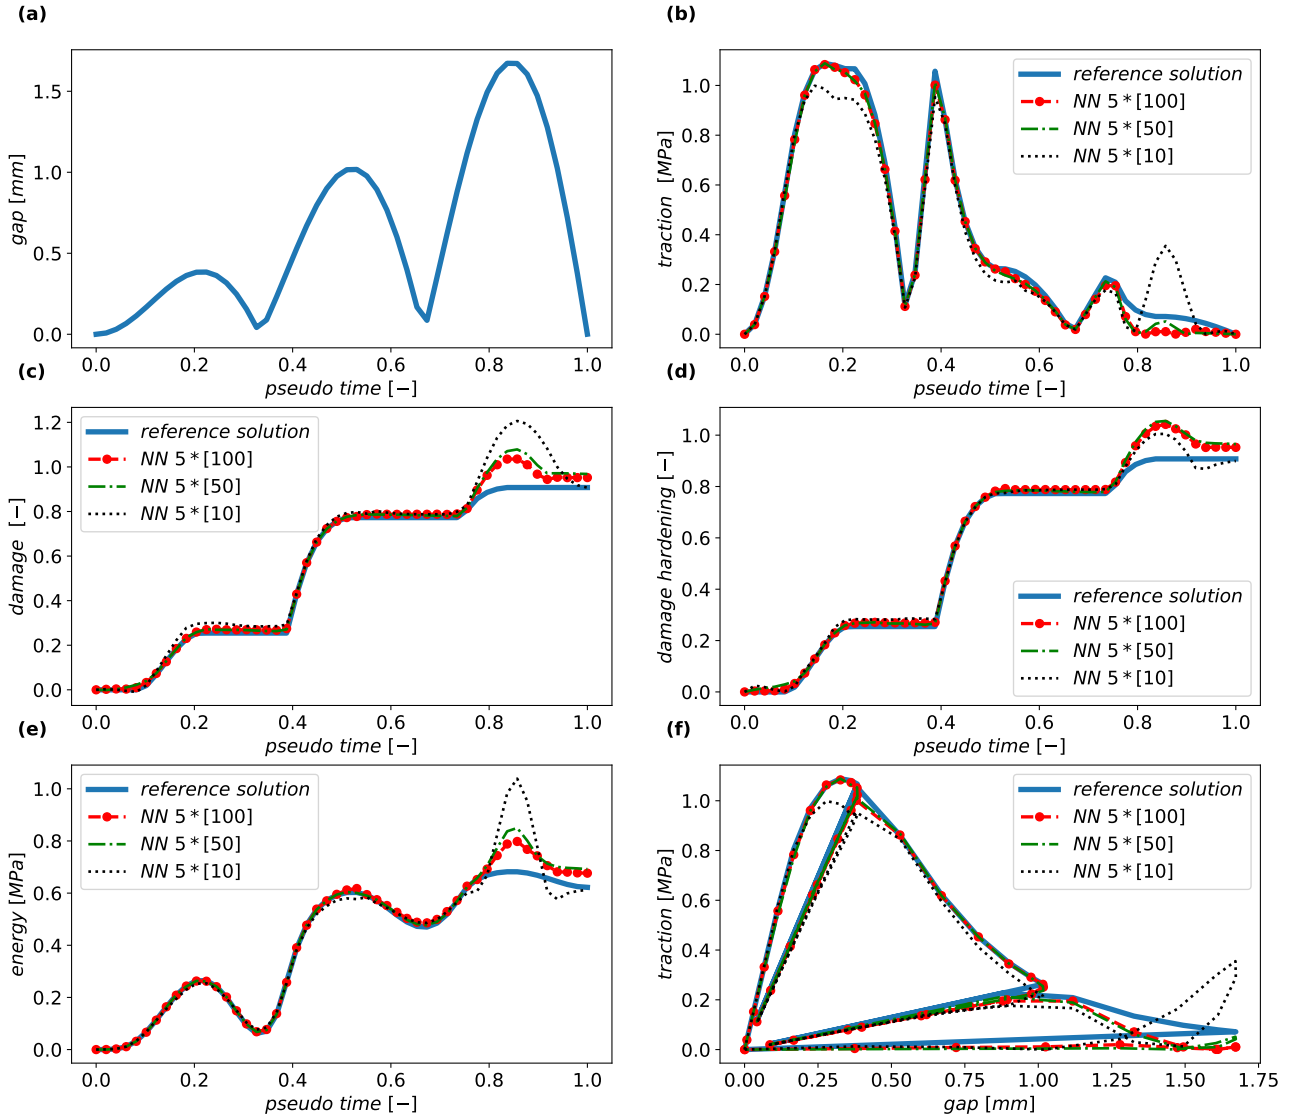 (a)
1.5
1.0
0.5
0.0
gap [mm]
0.0 0.2 0.4 0.6 0.8 1.0
pseudo time [−]
(b)
1.0
0.8
0.6
0.4
0.2
0.0
traction [MPa]
reference solution
NN 5∗[100]
NN 5∗[50]
NN 5∗[10]
0.0 0.2 0.4 0.6 0.8 1.0
pseudo time [−]
(c)
1.2
1.0
0.8
0.6
0.4
0.2
0.0
damage [−]
reference solution
NN 5∗[100]
NN 5∗[50]
NN 5∗[10]
0.0 0.2 0.4 0.6 0.8 1.0
pseudo time [−]
(d)
1.0
0.8
0.6
0.4
0.2
0.0
damage hardening [−]
reference solution
NN 5∗[100]
NN 5∗[50]
NN 5∗[10]
0.0 0.2 0.4 0.6 0.8 1.0
pseudo time [−]
(e)
1.0
0.8
0.6
0.4
0.2
0.0
energy [MPa]
reference solution
NN 5∗[100]
NN 5∗[50]
NN 5∗[10]
0.0 0.2 0.4 0.6 0.8 1.0
pseudo time [−]
(f)
1.0
0.8
0.6
0.4
0.2
0.0
traction [MPa]
reference solution
NN 5∗[100]
NN 5∗[50]
NN 5∗[10]
0.00 0.25 0.50 0.75 1.00 1.25 1.50 1.75
gap [mm]